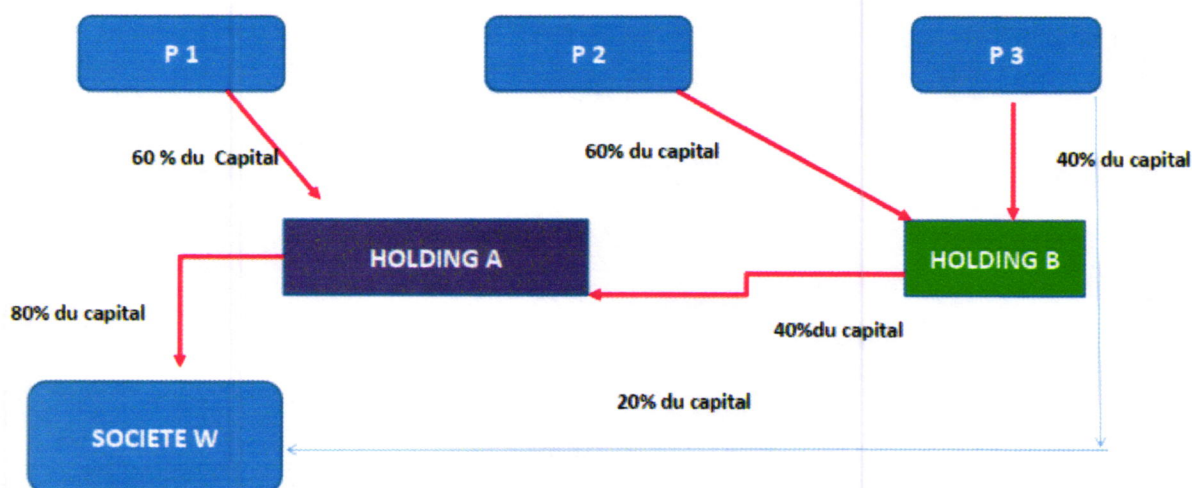 P 1
P 2
P 3
60 % du Capital
60% du capital
40% du capital
HOLDING A
HOLDING B
80% du capital
40%du capital
20% du capital
SOCIETE W